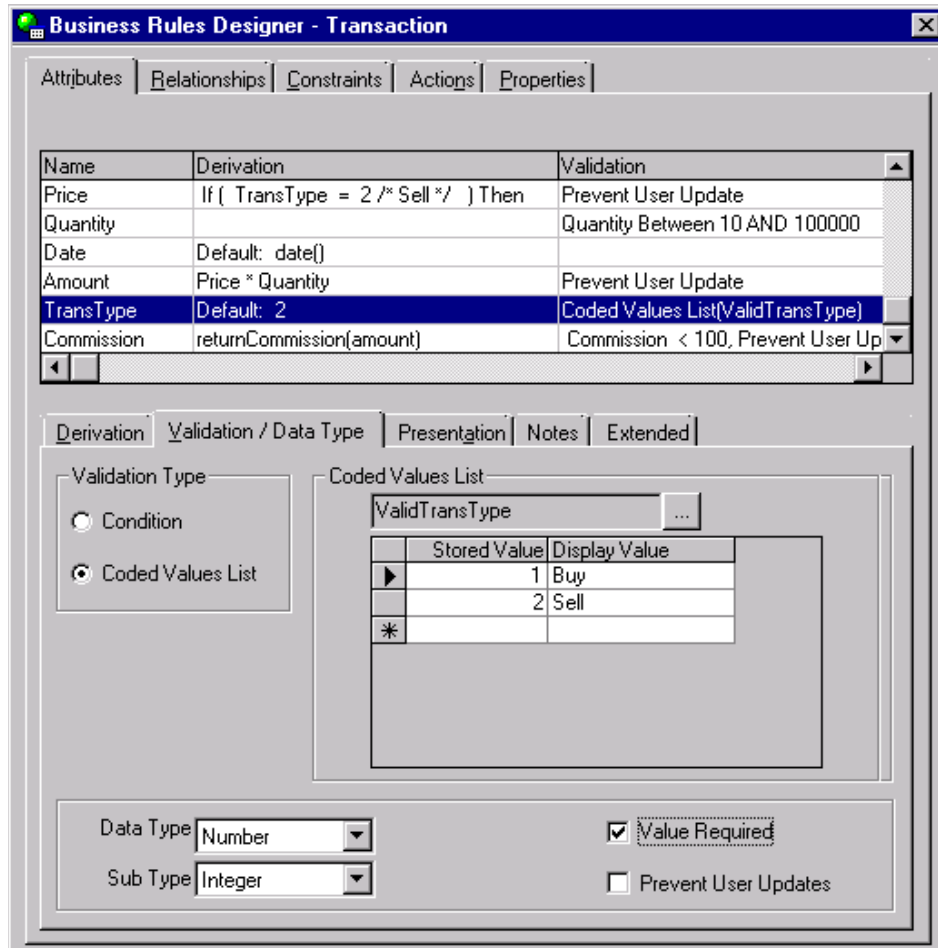 Business Rules Designer - Transaction
Attributes Relationships Constraints Actions Properties
Name Derivation Validation
Price If ( TransType = 2 /* Sell */ ) Then Prevent User Update
Quantity Quantity Between 10 AND 100000
Date Default: date()
Amount Price * Quantity Prevent User Update
TransType Default: 2 Coded Values List(ValidTransType)
Commission returnCommission(amount) Commission < 100, Prevent User Up
Derivation Validation / Data Type Presentation Notes Extended
Validation Type
Condition
Coded Values List
Coded Values List
ValidTransType ...
Stored Value Display Value
1 Buy
2 Sell
Data Type Number
Sub Type Integer
Value Required
Prevent User Updates